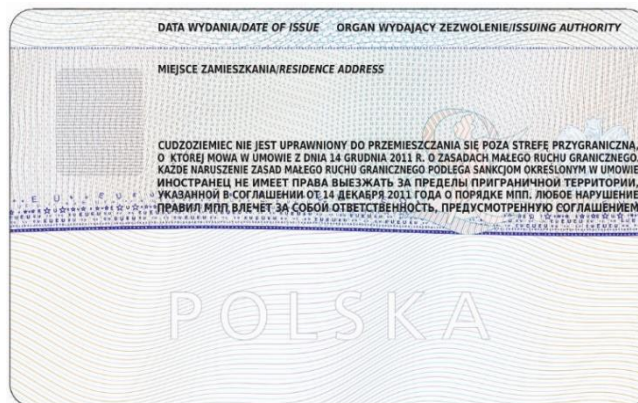 DATA WYDANIA/DATE OF ISSUE ORGAN WYDAJĄCY ZEZWOLENIE/ISSUING AUTHORITY
MIEJSCE ZAMIESZKANIA/RESIDENCE ADDRESS
CUDZOZIEMIEC NIE JEST UPRAWNIONY DO PRZEMIESZCZANIA SIĘ POZA STREFĘ PRZYGRANICZNĄ,
O KTÓREJ MOWA W UMOWIE Z DNIA 14 GRUDNIA 2011 R. O ZASADACH MAŁEGO RUCHU GRANICZNEGO.
KAŻDE NARUSZENIE ZASAD MAŁEGO RUCHU GRANICZNEGO PODLEGA SANKCJOM OKREŚLONYM W UMOWIE
ИНОСТРАНЕЦ НЕ ИМЕЕТ ПРАВА ВЫЕЗЖАТЬ ЗА ПРЕДЕЛЫ ПРИГРАНИЧНОЙ ТЕРРИТОРИИ,
УКАЗАННОЙ В СОГЛАШЕНИИ ОТ 14 ДЕКАБРЯ 2011 ГОДА О ПОРЯДКЕ МПП. ЛЮБОЕ НАРУШЕНИЕ
ПРАВИЛ МПП ВЛЕЧЕТ ЗА СОБОЙ ОТВЕТСТВЕННОСТЬ, ПРЕДУСМОТРЕННУЮ СОГЛАШЕНИЕМ
POLSKA